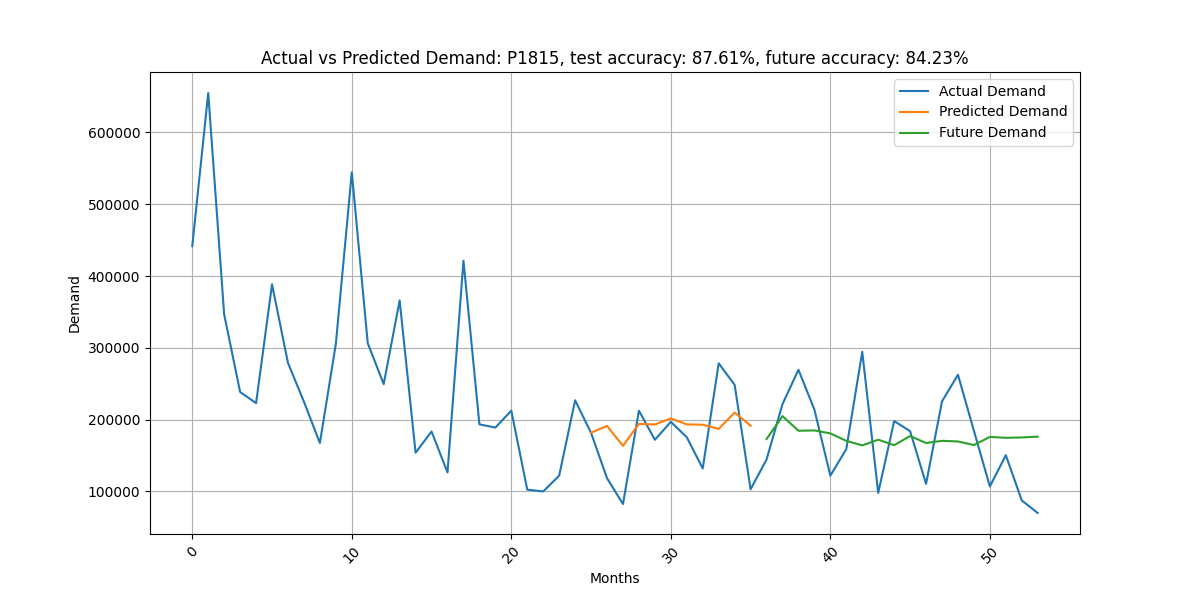 Actual vs Predicted Demand: P1815, test accuracy: 87.61%, future accuracy: 84.23%
Actual Demand
Predicted Demand
Future Demand
600000
500000
400000
300000
200000
100000
Demand
0
10
20
30
40
50
Months